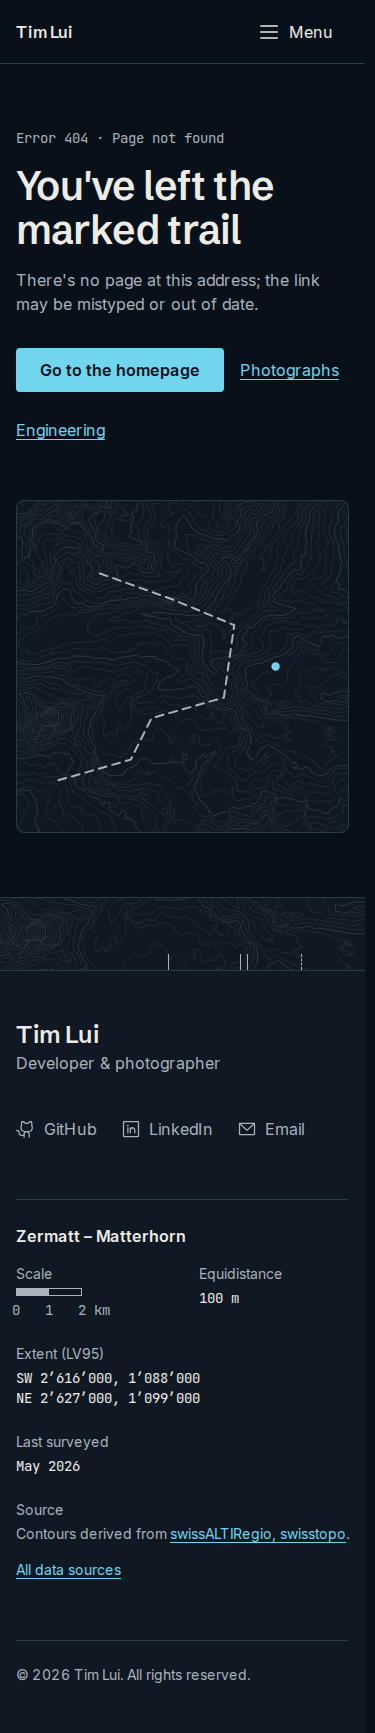 Tim Lui
Menu
Error 404 · Page not found
You've left the
marked trail
There's no page at this address; the link
may be mistyped or out of date.
Go to the homepage
Photographs
Engineering
Tim Lui
Developer & photographer
GitHub
LinkedIn
Email
Zermatt – Matterhorn
Scale
Equidistance
0 1 2 km
100 m
Extent (LV95)
SW 2’616’000, 1’088’000
NE 2’627’000, 1’099’000
Last surveyed
May 2026
Source
Contours derived from swissALTIRegio, swisstopo.
All data sources
© 2026 Tim Lui. All rights reserved.